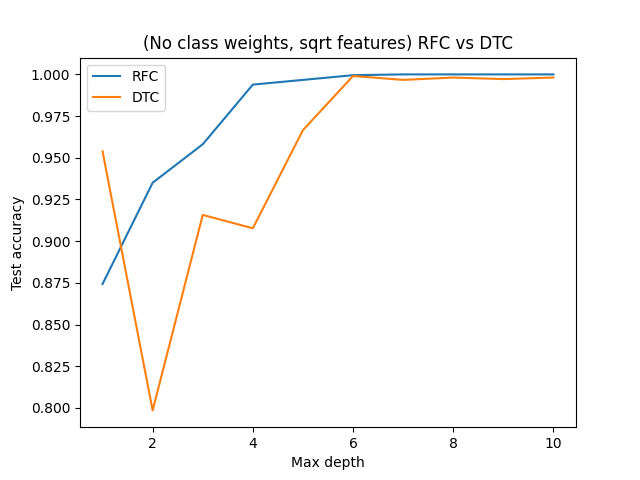 (No class weights, sqrt features) RFC vs DTC
RFC
DTC
1.000
0.975
0.950
0.925
0.900
0.875
0.850
0.825
0.800
Test accuracy
2
4
6
8
10
Max depth